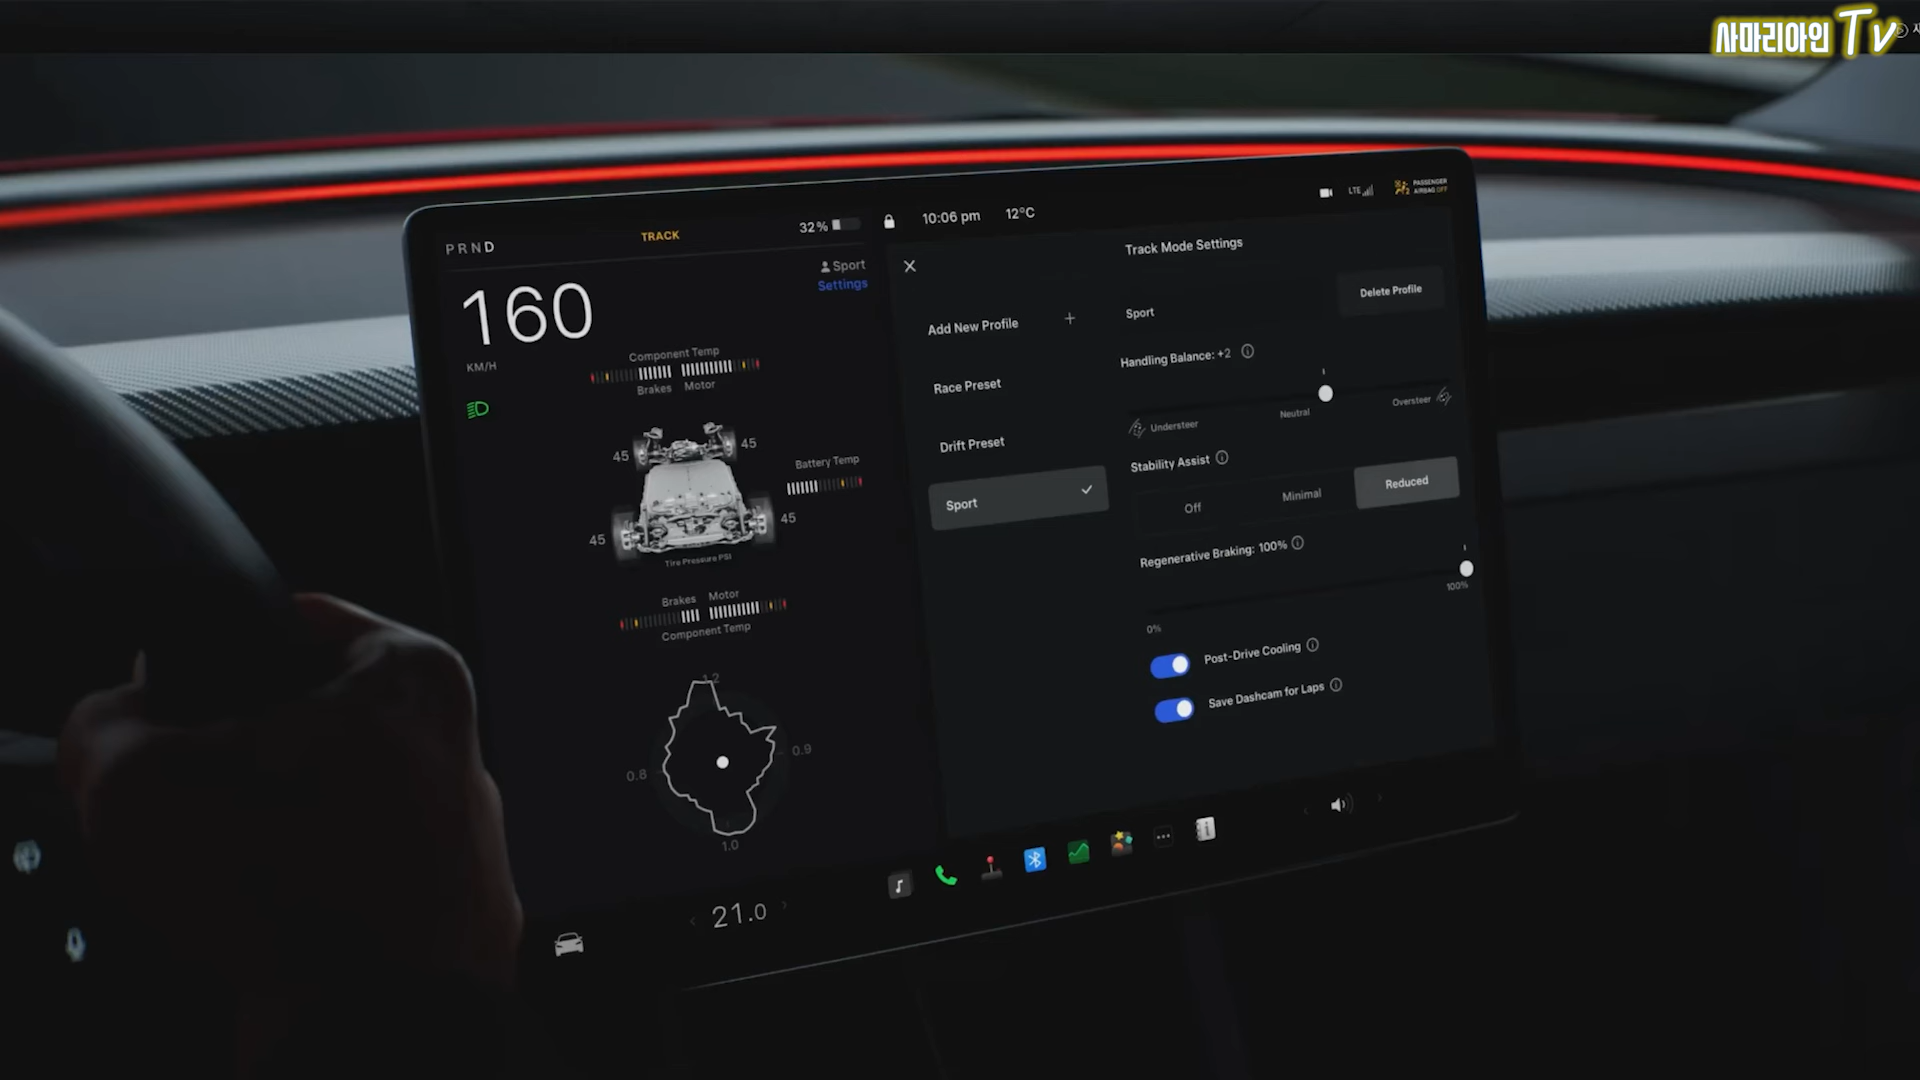 사마리아인 Tv
PRND
TRACK
32%
10:06 pm
12°C
LTE
PASSENGER
AIRBAG OFF
160
KM/H
Sport
Settings
Component Temp
Brakes Motor
45
45
Battery Temp
45
45
Tire Pressure PSI
Brakes Motor
Component Temp
1.2
0.8
0.9
1.0
Track Mode Settings
Add New Profile +
Race Preset
Drift Preset
Sport
Sport
Delete Profile
Handling Balance: +2
Understeer
Neutral
Oversteer
Stability Assist
Off
Minimal
Reduced
Regenerative Braking: 100%
0%
100%
Post-Drive Cooling
Save Dashcam for Laps
21.0